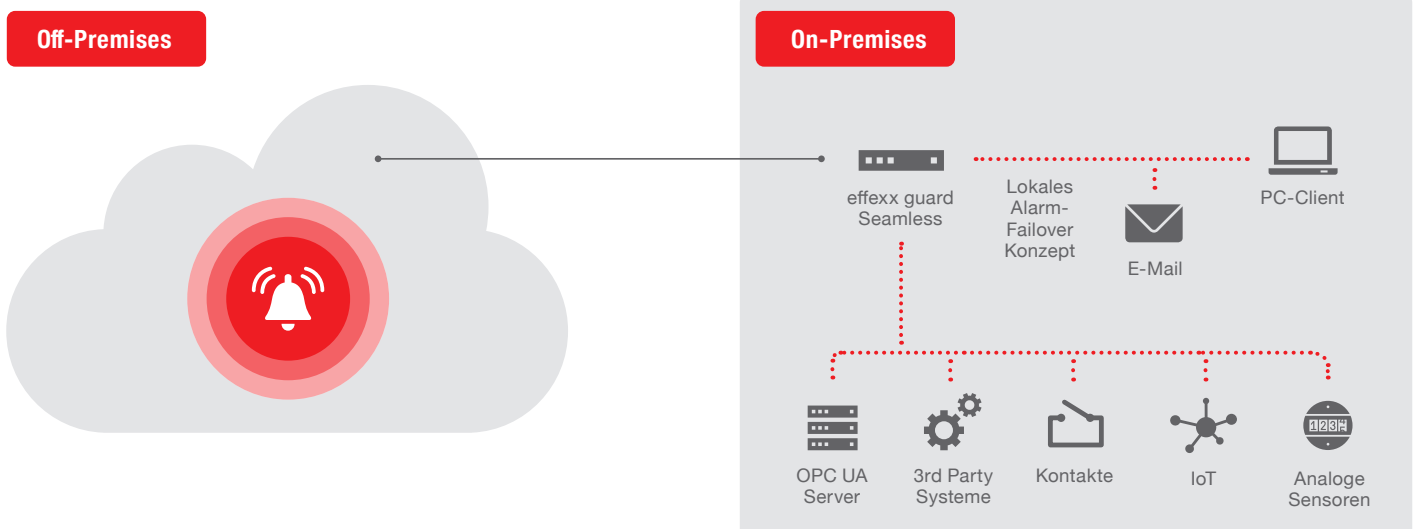 Off-Premises
On-Premises
effexx guard
Seamless
Lokales
Alarm-
Failover
Konzept
E-Mail
PC-Client
OPC UA
Server
3rd Party
Systeme
Kontakte
IoT
123
Analoge
Sensoren